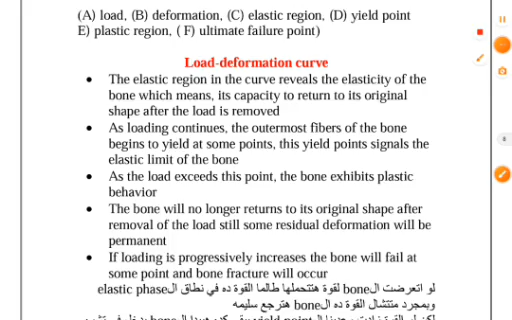 (A) load, (B) deformation, (C) elastic region, (D) yield point
E) plastic region, ( F) ultimate failure point)
Load-deformation curve
• The elastic region in the curve reveals the elasticity of the
bone which means, its capacity to return to its original
shape after the load is removed
• As loading continues, the outermost fibers of the bone
begins to yield at some points, this yield points signals the
elastic limit of the bone
• As the load exceeds this point, the bone exhibits plastic
behavior
• The bone will no longer returns to its original shape after
removal of the load still some residual deformation will be
permanent
• If loading is progressively increases the bone will fail at
some point and bone fracture will occur
لو اتعرضت الbone لقوة هتتحملها طالما القوة ده في نطاق الelastic phase
وبمجرد متتشال القوة ده الbone هترجع سليمه